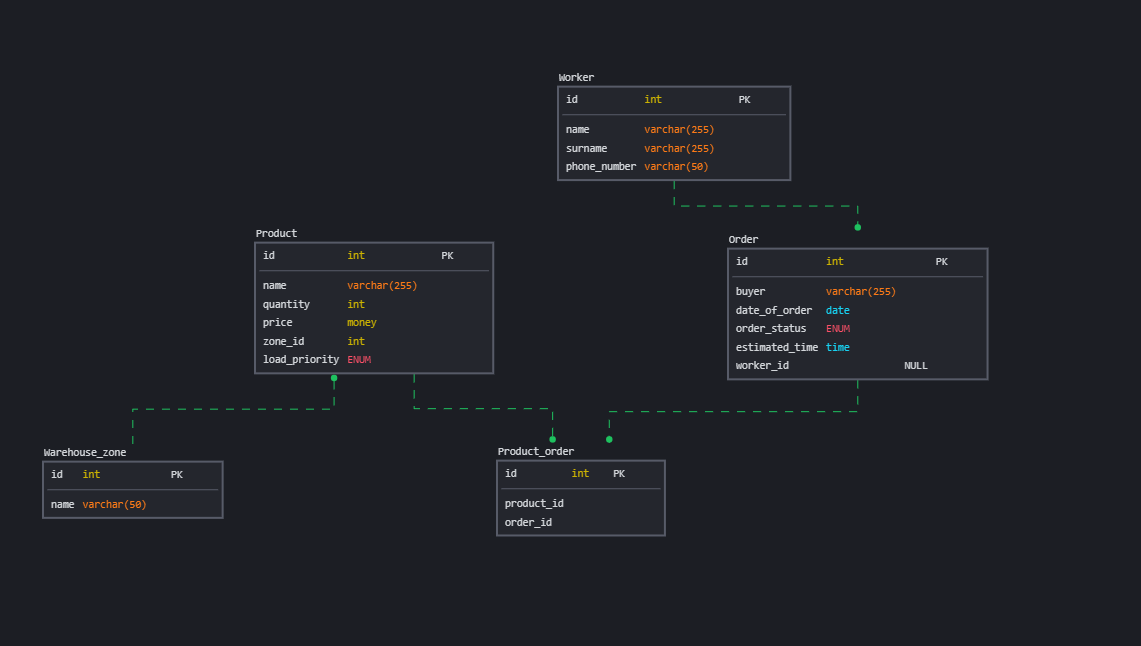 Worker
id int PK
name varchar(255)
surname varchar(255)
phone_number varchar(50)
Product
id int PK
name varchar(255)
quantity int
price money
zone_id int
load_priority ENUM
Order
id int PK
buyer varchar(255)
date_of_order date
order_status ENUM
estimated_time time
worker_id NULL
Warehouse_zone
id int PK
name varchar(50)
Product_order
id int PK
product_id
order_id